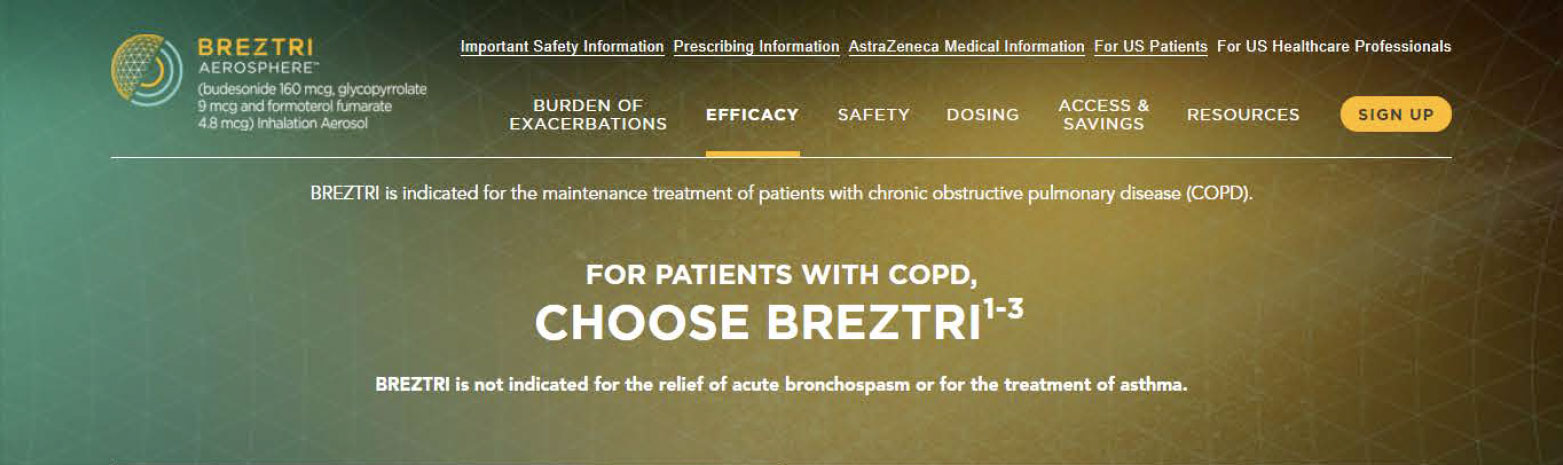 BREZTRI
AEROSPHERE™
(budesonide 160 mcg, glycopyrrolate
9 mcg and formoterol fumarate
4.8 mcg) Inhalation Aerosol
Important Safety Information Prescribing Information AstraZeneca Medical Information For US Patients For US Healthcare Professionals
BURDEN OF
EXACERBATIONS
EFFICACY
SAFETY
DOSING
ACCESS &
SAVINGS
RESOURCES
SIGN UP
BREZTRI is indicated for the maintenance treatment of patients with chronic obstructive pulmonary disease (COPD).
FOR PATIENTS WITH COPD,
CHOOSE BREZTRI¹⁻³
BREZTRI is not indicated for the relief of acute bronchospasm or for the treatment of asthma.